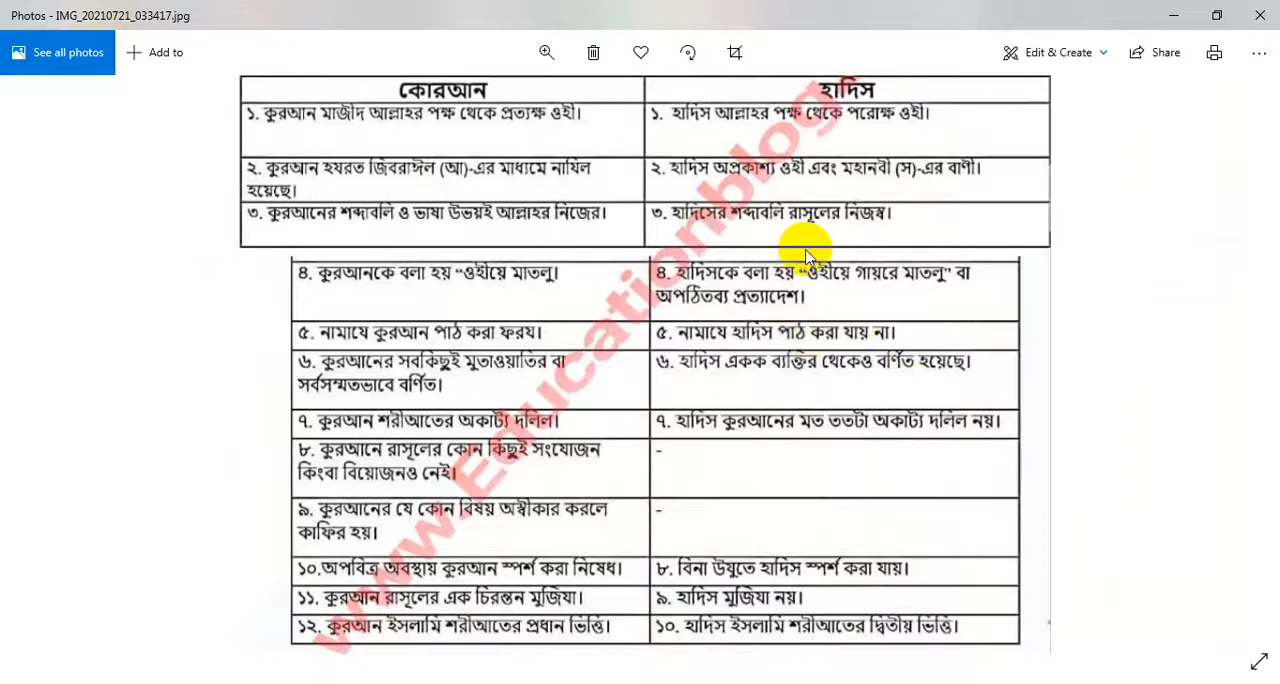 Photos - IMG_20210721_033417.jpg
See all photos
Add to
Edit & Create
Share
কোরআন
হাদিস
১. কুরআন মাজীদ আল্লাহর পক্ষ থেকে প্রত্যক্ষ ওহী।
১. হাদিস আল্লাহর পক্ষ থেকে পরোক্ষ ওহী।
২. কুরআন হযরত জিবরাঈল (আ)-এর মাধ্যমে নাযিল
হয়েছে।
২. হাদিস অপ্রকাশ্য ওহী এবং মহানবী (স)-এর বাণী।
৩. কুরআনের শব্দাবলি ও ভাষা উভয়ই আল্লাহর নিজের।
৩. হাদিসের শব্দাবলি রাসূলের নিজস্ব।
৪. কুরআনকে বলা হয় “ওহীয়ে মাতলু।
৪. হাদিসকে বলা হয় “ওহীয়ে গায়রে মাতলু” বা
অপঠিতব্য প্রত্যাদেশ।
৫. নামাযে কুরআন পাঠ করা ফরয।
৫. নামাযে হাদিস পাঠ করা যায় না।
৬. কুরআনের সবকিছুই মুতাওয়াতির বা
সর্বসম্মতভাবে বর্ণিত।
৬. হাদিস একক ব্যক্তির থেকেও বর্ণিত হয়েছে।
৭. কুরআন শরীআতের অকাট্য দলিল।
৭. হাদিস কুরআনের মত ততটা অকাট্য দলিল নয়।
৮. কুরআনে রাসূলের কোন কিছুই সংযোজন
কিংবা বিয়োজনও নেই।
-
৯. কুরআনের যে কোন বিষয় অস্বীকার করলে
কাফির হয়।
-
১০.অপবিত্র অবস্থায় কুরআন স্পর্শ করা নিষেধ।
৮. বিনা উযুতে হাদিস স্পর্শ করা যায়।
১১. কুরআন রাসূলের এক চিরন্তন মুজিযা।
৯. হাদিস মুজিযা নয়।
১২. কুরআন ইসলামি শরীআতের প্রধান ভিত্তি।
১০. হাদিস ইসলামি শরীআতের দ্বিতীয় ভিত্তি।
www.Educationblog